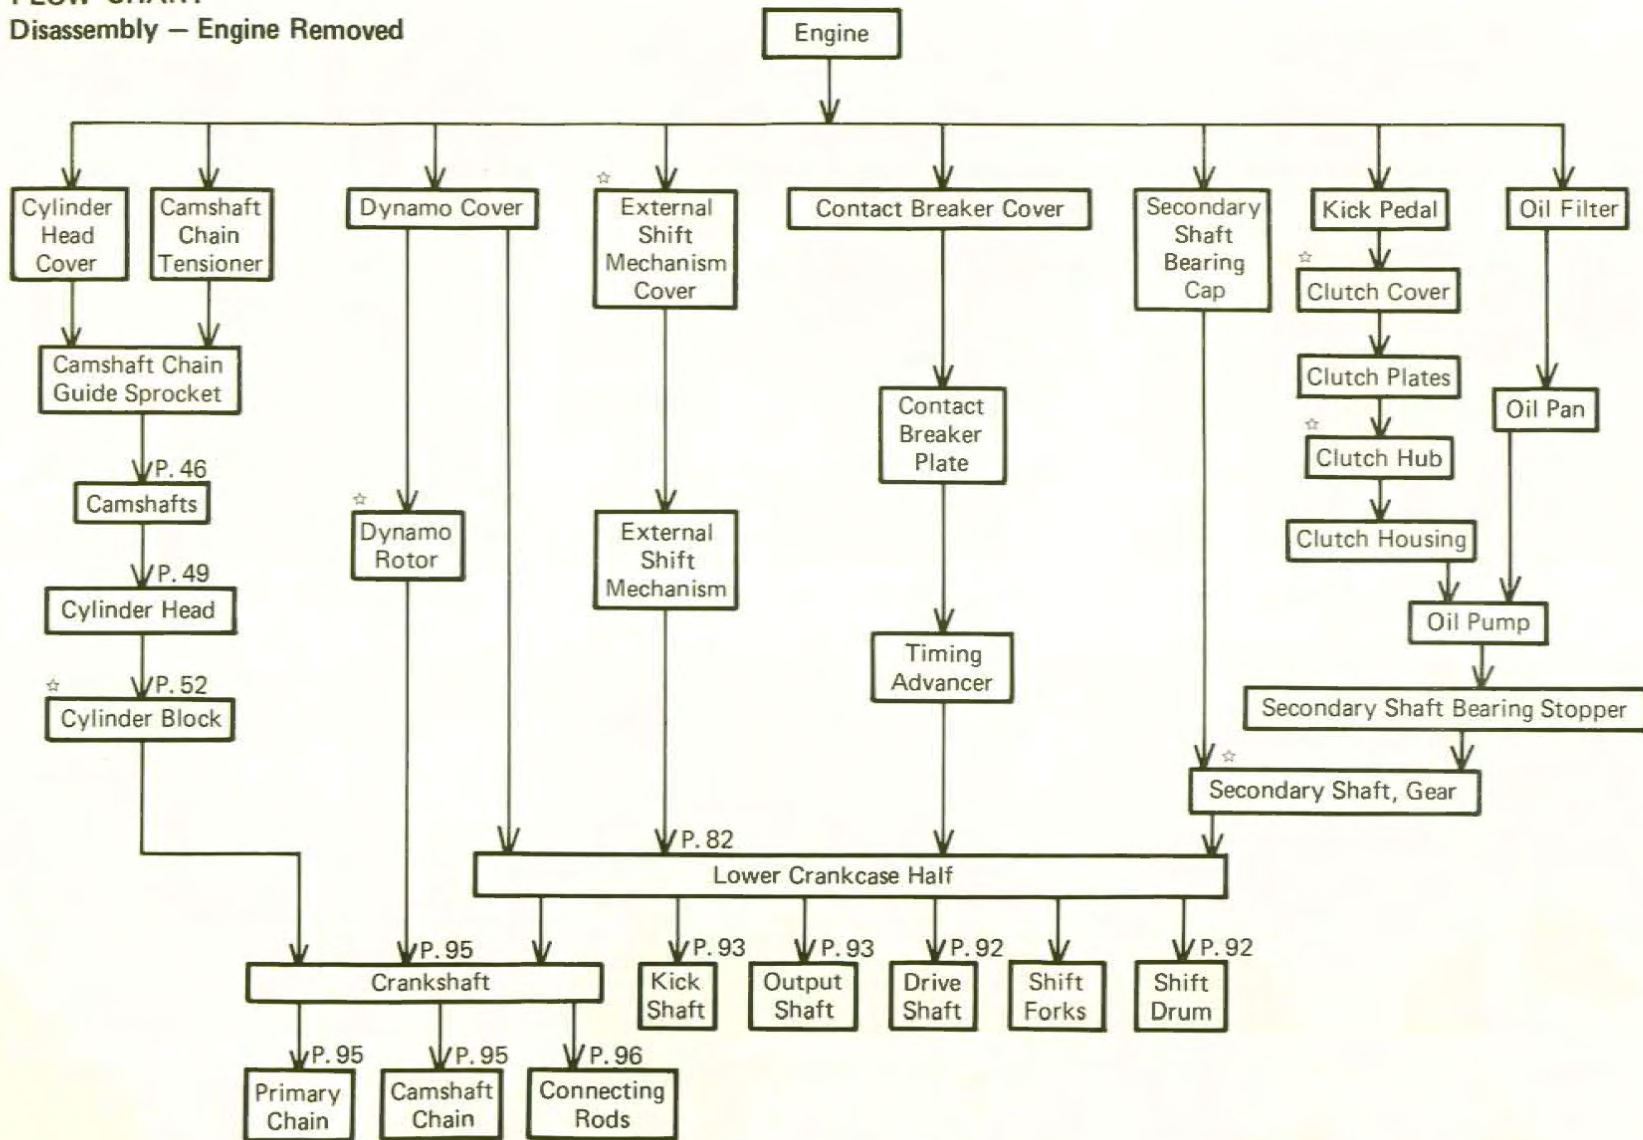 Disassembly — Engine Removed
Engine
Cylinder
Head
Cover
Camshaft
Chain
Tensioner
Dynamo Cover
☆
External
Shift
Mechanism
Cover
Contact Breaker Cover
Secondary
Shaft
Bearing
Cap
Kick Pedal
Oil Filter
☆
Clutch Cover
Camshaft Chain
Guide Sprocket
Clutch Plates
Contact
Breaker
Plate
Oil Pan
☆
Clutch Hub
P. 46
Camshafts
☆
Dynamo
Rotor
External
Shift
Mechanism
Clutch Housing
P. 49
Cylinder Head
Oil Pump
Timing
Advancer
☆
P. 52
Cylinder Block
Secondary Shaft Bearing Stopper
☆
Secondary Shaft, Gear
P. 82
Lower Crankcase Half
P. 95
Crankshaft
P. 93
Kick
Shaft
P. 93
Output
Shaft
P. 92
Drive
Shaft
Shift
Forks
P. 92
Shift
Drum
P. 95
Primary
Chain
P. 95
Camshaft
Chain
P. 96
Connecting
Rods